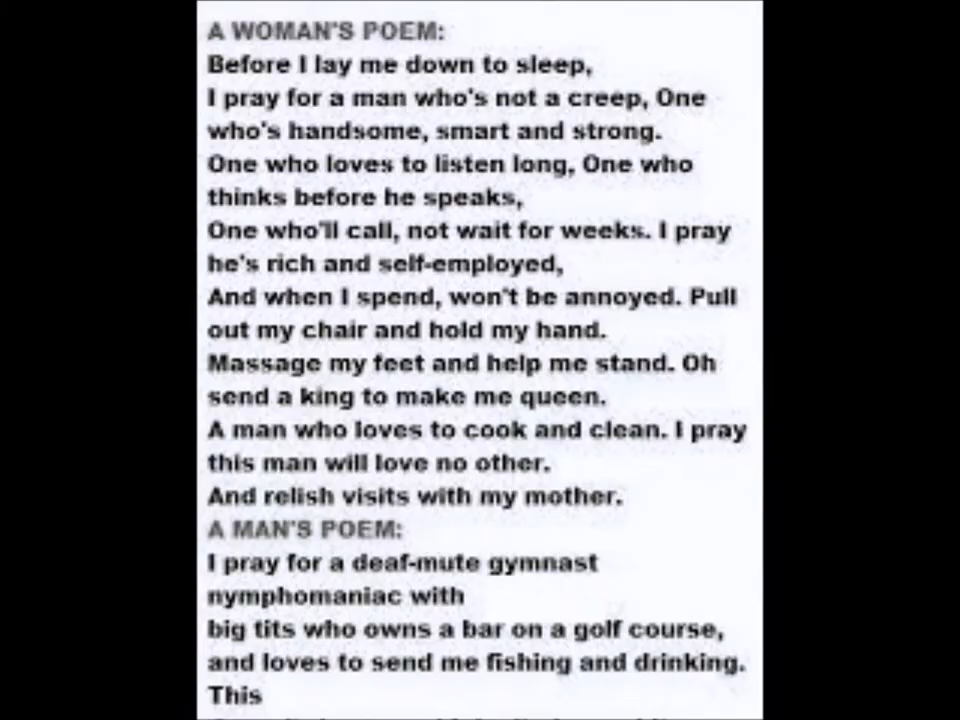 A WOMAN'S POEM:
Before I lay me down to sleep,
I pray for a man who's not a creep, One
who's handsome, smart and strong.
One who loves to listen long, One who
thinks before he speaks,
One who'll call, not wait for weeks. I pray
he's rich and self-employed,
And when I spend, won't be annoyed. Pull
out my chair and hold my hand.
Massage my feet and help me stand. Oh
send a king to make me queen.
A man who loves to cook and clean. I pray
this man will love no other.
And relish visits with my mother.
A MAN'S POEM:
I pray for a deaf-mute gymnast
nymphomaniac with
big tits who owns a bar on a golf course,
and loves to send me fishing and drinking.
This